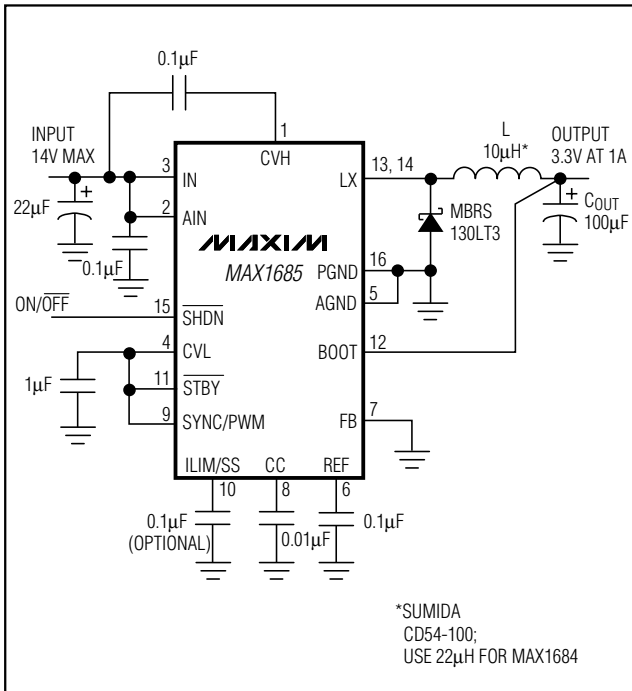 0.1µF
INPUT
14V MAX
1
CVH
3
IN
2
AIN
22µF
+
0.1µF
MAXIM
MAX1685
ON/OFF
15
SHDN
4
CVL
1µF
11
STBY
9
SYNC/PWM
13, 14
LX
L
10µH*
OUTPUT
3.3V AT 1A
MBRS
130LT3
+
COUT
100µF
16
PGND
5
AGND
12
BOOT
7
FB
ILIM/SS CC REF
10 8 6
0.1µF
(OPTIONAL)
0.01µF
0.1µF
*SUMIDA
CD54-100;
USE 22µH FOR MAX1684